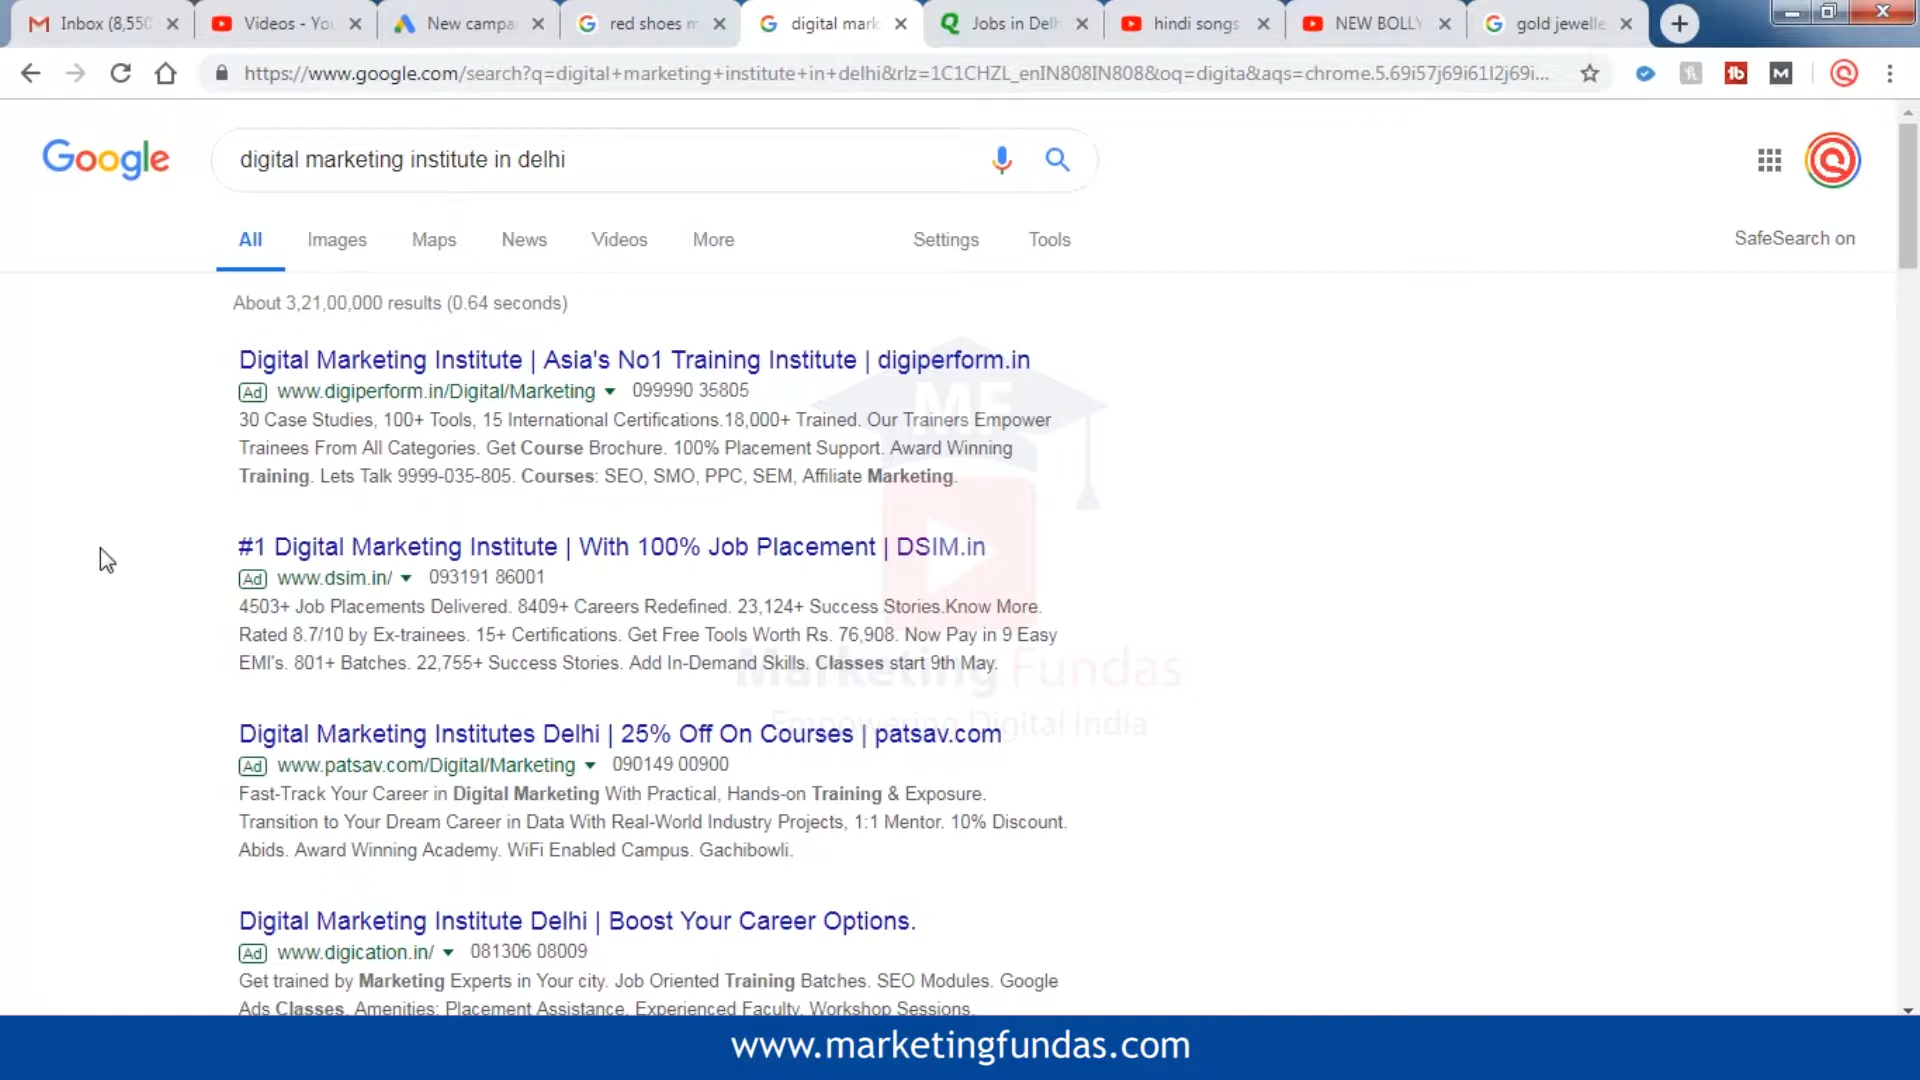 Inbox (8,550
Videos - You
New campa
red shoes m
digital mark
Jobs in Delh
hindi songs
NEW BOLLY
gold jewelle
https://www.google.com/search?q=digital+marketing+institute+in+delhi&rlz=1C1CHZL_enIN808IN808&oq=digita&aqs=chrome.5.69i57j69i61l2j69i...
Google
digital marketing institute in delhi
All
Images
Maps
News
Videos
More
Settings
Tools
SafeSearch on
About 3,21,00,000 results (0.64 seconds)
Digital Marketing Institute | Asia's No1 Training Institute | digiperform.in
Ad www.digiperform.in/Digital/Marketing 099990 35805
30 Case Studies, 100+ Tools, 15 International Certifications.18,000+ Trained. Our Trainers Empower
Trainees From All Categories. Get Course Brochure. 100% Placement Support. Award Winning
Training. Lets Talk 9999-035-805. Courses: SEO, SMO, PPC, SEM, Affiliate Marketing.
MF
#1 Digital Marketing Institute | With 100% Job Placement | DSIM.in
Ad www.dsim.in/ 093191 86001
4503+ Job Placements Delivered. 8409+ Careers Redefined. 23,124+ Success Stories.Know More.
Rated 8.7/10 by Ex-trainees. 15+ Certifications. Get Free Tools Worth Rs. 76,908. Now Pay in 9 Easy
EMI's. 801+ Batches. 22,755+ Success Stories. Add In-Demand Skills. Classes start 9th May.
Marketing Fundas
Empowering Digital India
Digital Marketing Institutes Delhi | 25% Off On Courses | patsav.com
Ad www.patsav.com/Digital/Marketing 090149 00900
Fast-Track Your Career in Digital Marketing With Practical, Hands-on Training & Exposure.
Transition to Your Dream Career in Data With Real-World Industry Projects, 1:1 Mentor. 10% Discount.
Abids. Award Winning Academy. WiFi Enabled Campus. Gachibowli.
Digital Marketing Institute Delhi | Boost Your Career Options.
Ad www.digication.in/ 081306 08009
Get trained by Marketing Experts in Your city. Job Oriented Training Batches. SEO Modules. Google
Ads Classes. Amenities: Placement Assistance, Experienced Faculty, Workshop Sessions.
www.marketingfundas.com